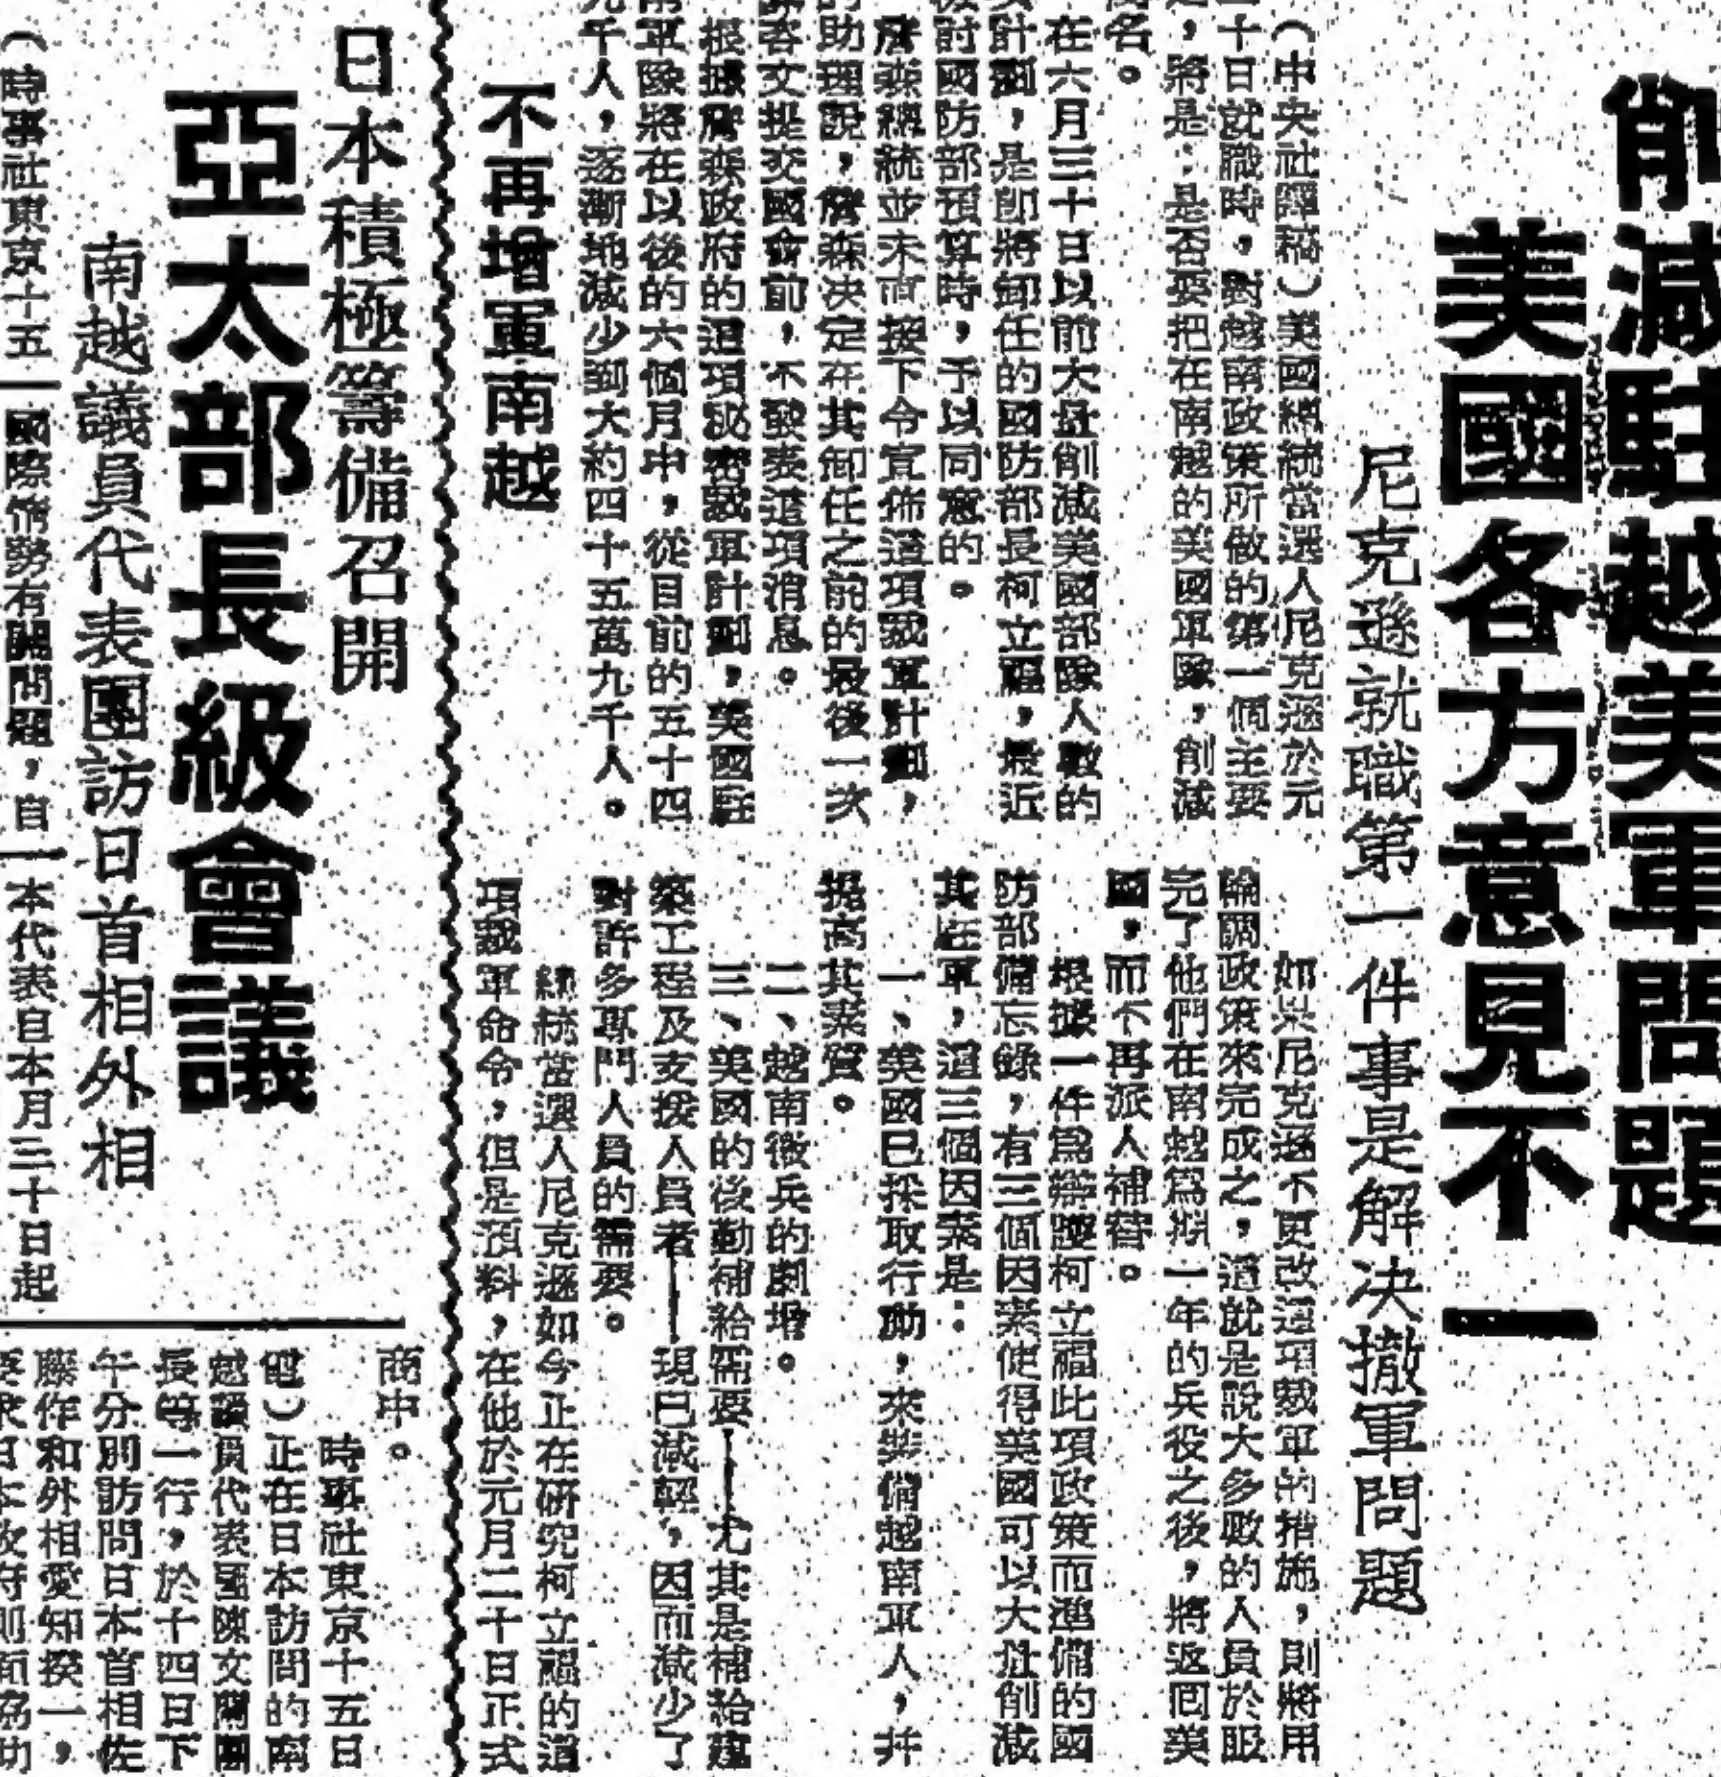 削減駐越美軍問題
美國各方意見不一
尼克遜就職第一件事是解決撤軍問題
（中央社譯稿）美國總統當選人尼克遜於元
十日就職時，對越南政策所做的第一個主要
，將是：是否要把在南越的美國軍隊，削減
名。
在六月三十日以前大量削減美國部隊人數的
計劃，是卽將卸任的國防部長柯立福，最近
檢討國防部預算時，予以同意的。
詹森總統並未直接下令宣佈這項裁軍計劃，
助理說，詹森決定在其卸任之前的最後一次
咨文提交國會前，不發表這項消息。
根據詹森政府的這項秘密裁軍計劃，美國駐
軍隊將在以後的六個月中，從目前的五十四
千人，逐漸地減少到大約四十五萬九千人。
不再增軍南越
如果尼克遜不更改這項裁軍的措施，則將用
輪調政策來完成之，這就是說大多數的人員於服
完了他們在南越爲期一年的兵役之後，將返囘美
國，而不再派人補替。
根據一件爲辯護柯立福此項政策而準備的國
防部備忘錄，有三個因素使得美國可以大批削減
其駐軍，這三個因素是：
一、美國已採取行動，來裝備越南軍人，幷
提高其素質。
二、越南徵兵的劇增。
三、美國的後勤補給需要——尤其是補給建
築工程及支援人員者——現已減輕，因而減少了
對許多專門人員的需要。
總統當選人尼克遜如今正在研究柯立福的這
項裁軍命令，但是預料，在他於元月二十日正式
日本積極籌備召開
亞太部長級會議
南越議員代表團訪日首相外相
（時事社東京十五
國際情勢有關問題，自
本代表自本月三十日起
商中。
時事社東京十五日
電）正在日本訪問的南
越議員代表團陳文蘭團
長等一行，於十四日下
午分別訪問日本首相佐
藤作和外相愛知揆一，